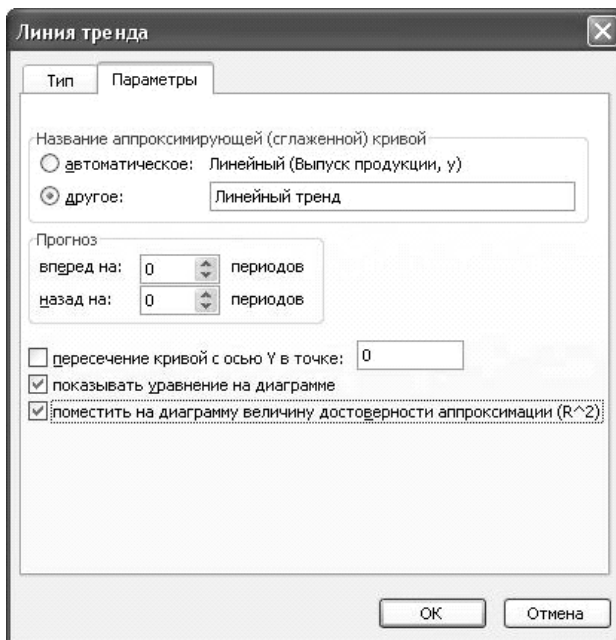 Линия тренда
Тип Параметры
Название аппроксимирующей (сглаженной) кривой
автоматическое: Линейный (Выпуск продукции, у)
другое: Линейный тренд
Прогноз
вперед на: 0 периодов
назад на: 0 периодов
пересечение кривой с осью Y в точке: 0
показывать уравнение на диаграмме
поместить на диаграмму величину достоверности аппроксимации (R^2)
ОК Отмена